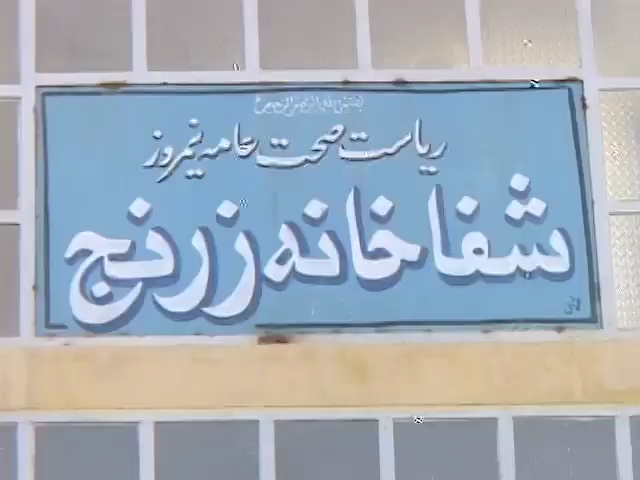 بسم الله الرحمن الرحیم
ریاست صحت عامه نیمروز
شفاخانه زرنج